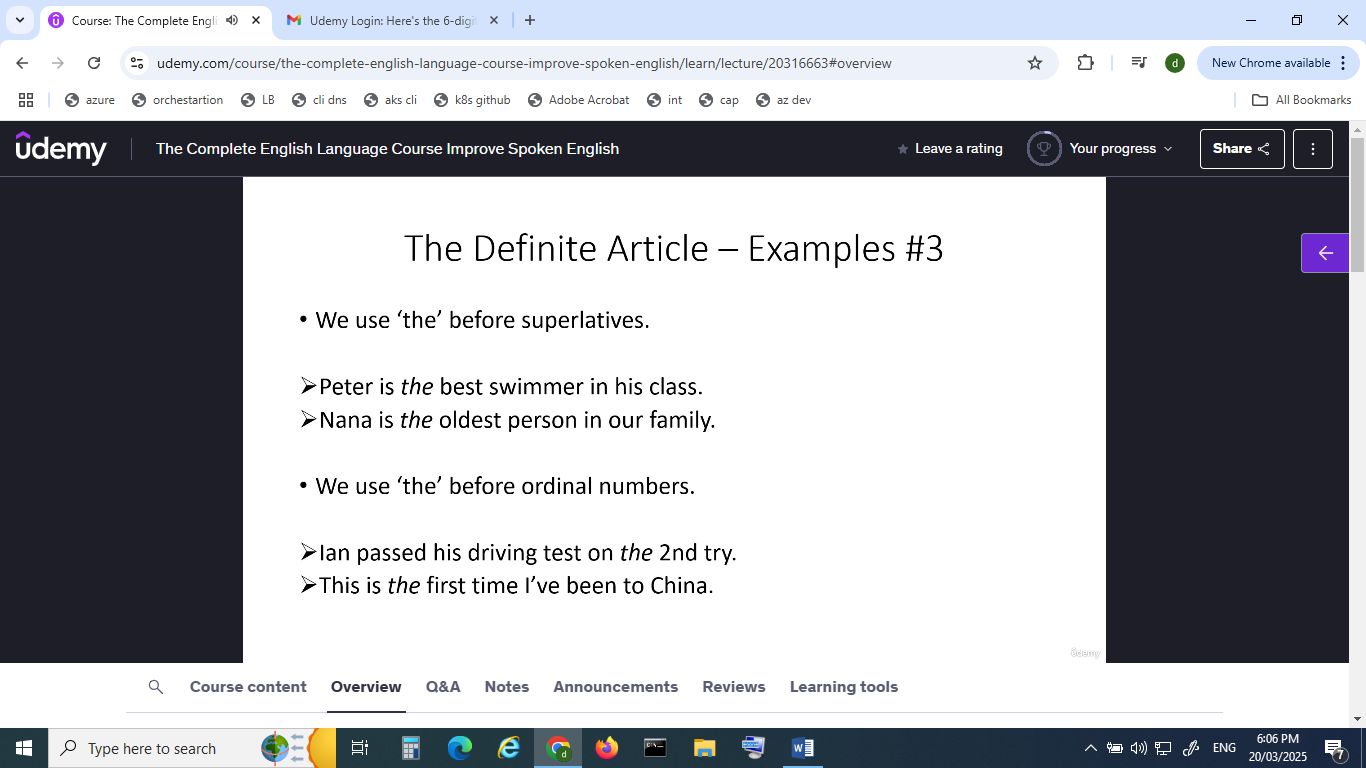 Course: The Complete Engli
Udemy Login: Here's the 6-digi
udemy.com/course/the-complete-english-language-course-improve-spoken-english/learn/lecture/20316663#overview
d
New Chrome available
azure
orchestartion
LB
cli dns
aks cli
k8s github
Adobe Acrobat
int
cap
az dev
All Bookmarks
ûdemy
The Complete English Language Course Improve Spoken English
Leave a rating
Your progress
Share
The Definite Article – Examples #3
• We use ‘the’ before superlatives.
➢Peter is the best swimmer in his class.
➢Nana is the oldest person in our family.
• We use ‘the’ before ordinal numbers.
➢Ian passed his driving test on the 2nd try.
➢This is the first time I’ve been to China.
ûdemy
Course content
Overview
Q&A
Notes
Announcements
Reviews
Learning tools
Type here to search
d
ENG
6:06 PM
20/03/2025
7